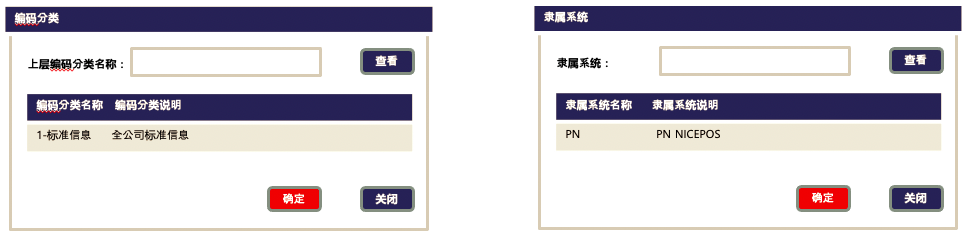 编码分类
上层编码分类名称：
查看
编码分类名称 编码分类说明
1-标准信息 全公司标准信息
确定
关闭
隶属系统
隶属系统：
查看
隶属系统名称 隶属系统说明
PN PN NICEPOS
确定
关闭